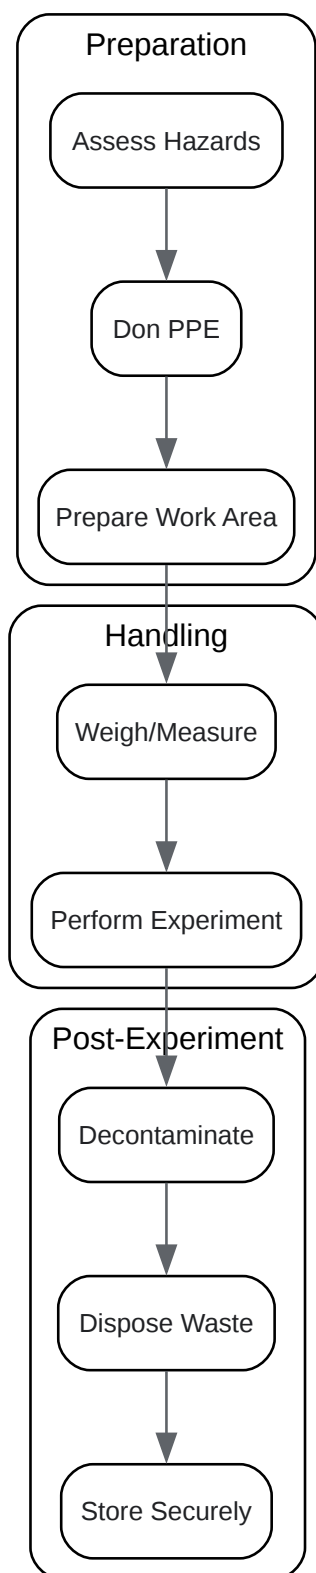 Preparation
Assess Hazards
Don PPE
Prepare Work Area
Handling
Weigh/Measure
Perform Experiment
Post-Experiment
Decontaminate
Dispose Waste
Store Securely